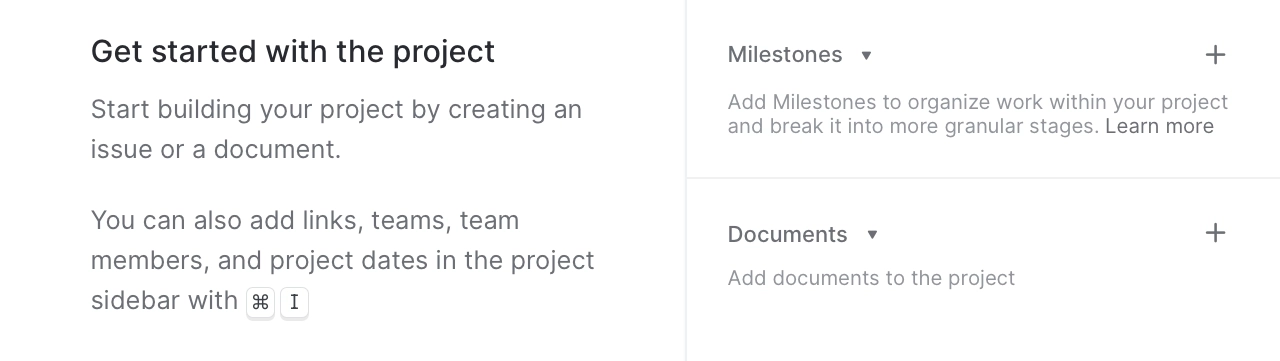 Get started with the project
Start building your project by creating an
issue or a document.
You can also add links, teams, team
members, and project dates in the project
sidebar with ⌘ I
Milestones ▼
Add Milestones to organize work within your project
and break it into more granular stages. Learn more
Documents ▼
Add documents to the project